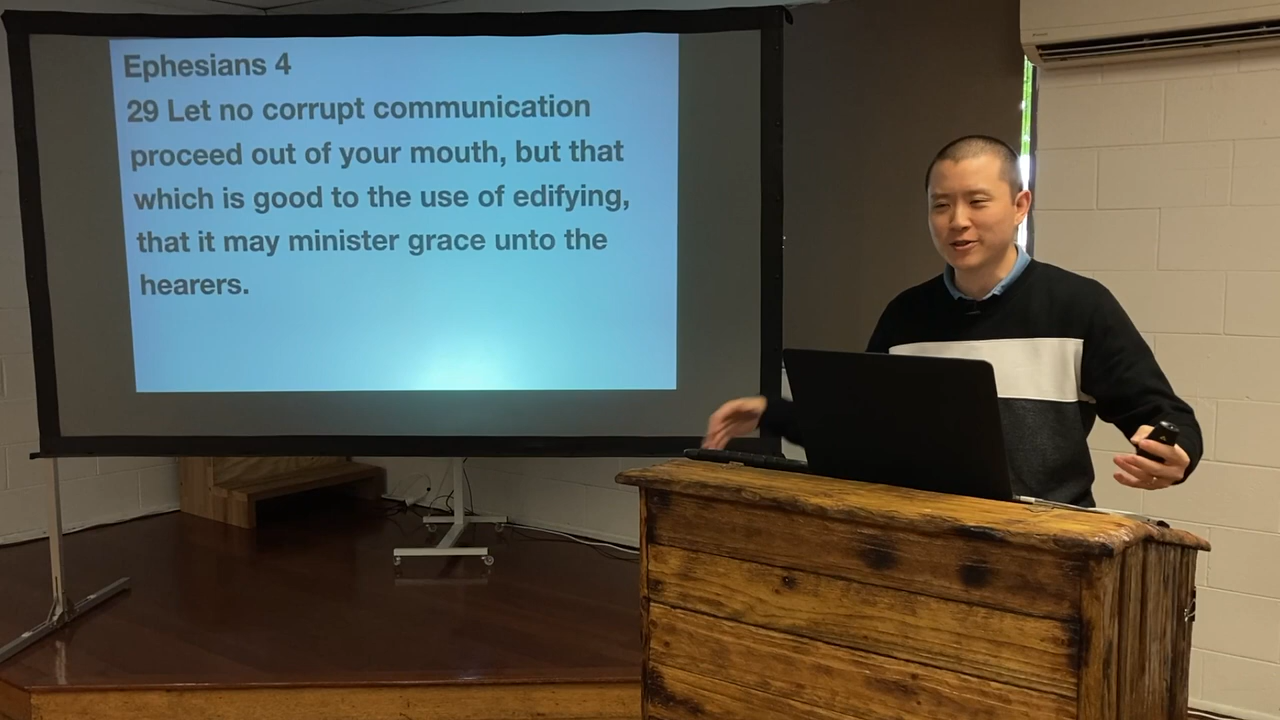 Ephesians 4
29 Let no corrupt communication
proceed out of your mouth, but that
which is good to the use of edifying,
that it may minister grace unto the
hearers.